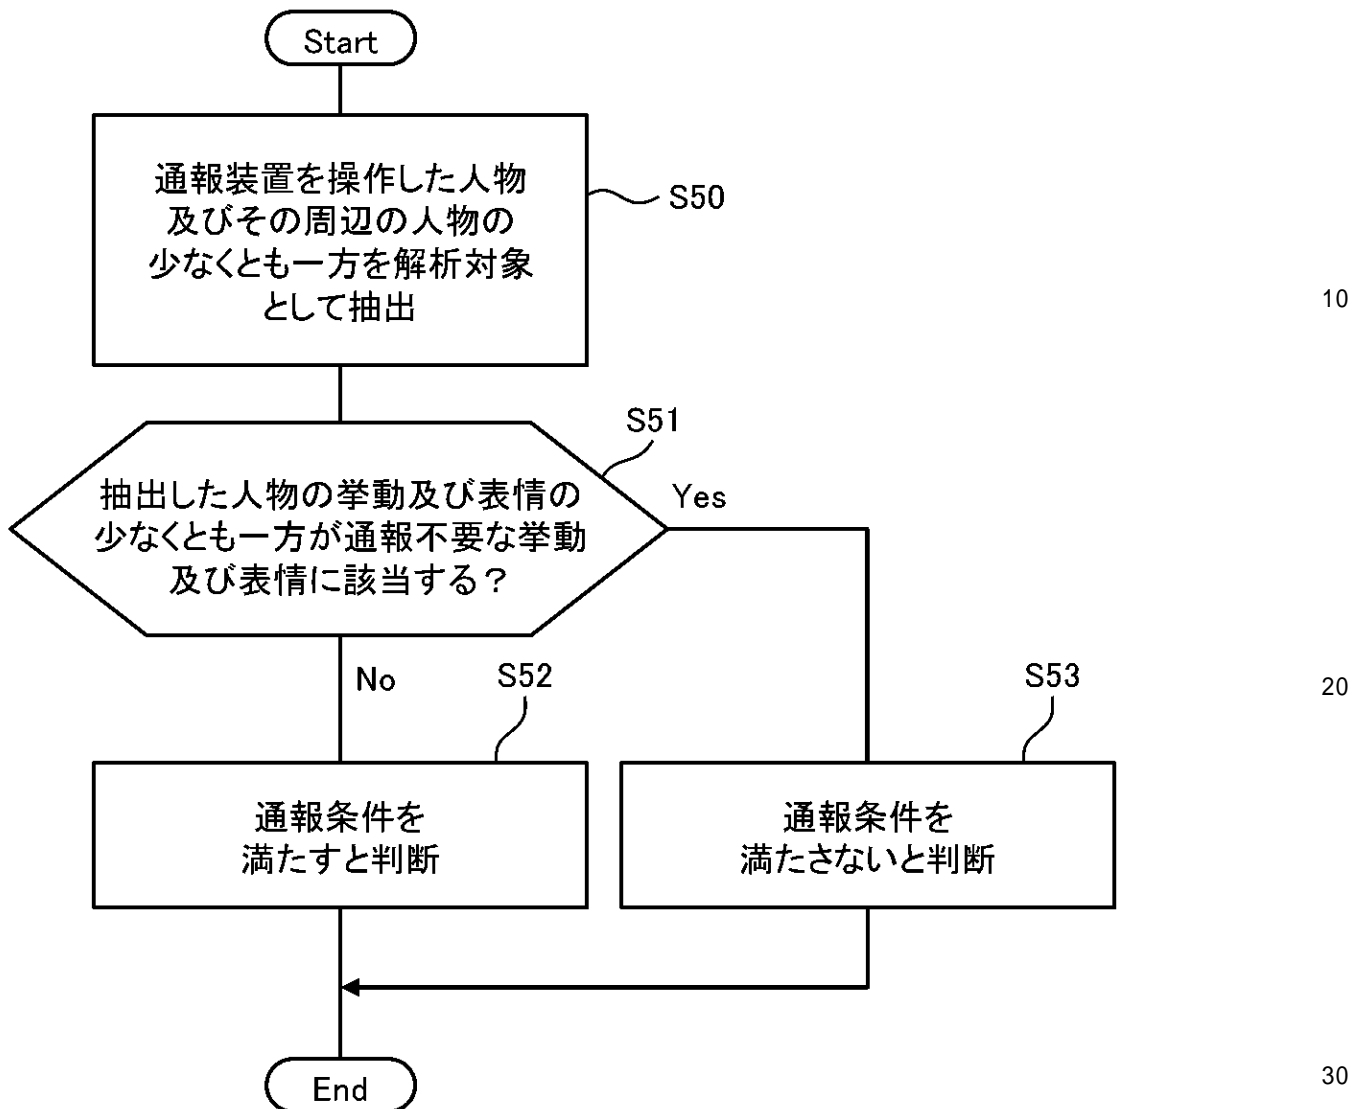 Start
通報装置を操作した人物
及びその周辺の人物の
少なくとも一方を解析対象
として抽出
S50
10
S51
抽出した人物の挙動及び表情の
少なくとも一方が通報不要な挙動
及び表情に該当する?
Yes
No
S52
S53
20
通報条件を
満たすと判断
通報条件を
満たさないと判断
End
30